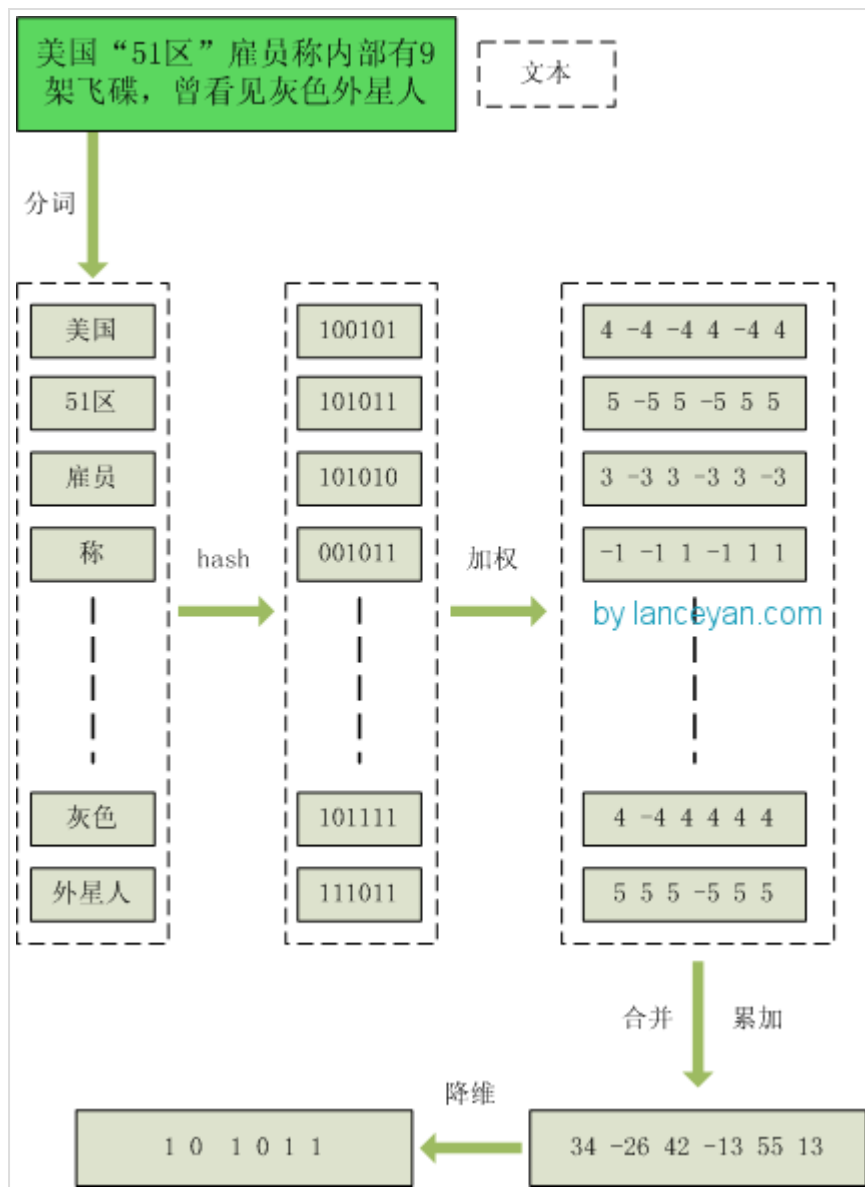 美国“51区”雇员称内部有9
架飞碟，曾看见灰色外星人
文本
分词
美国
51区
雇员
称
灰色
外星人
hash
100101
101011
101010
001011
101111
111011
加权
4 -4 -4 4 -4 4
5 -5 5 -5 5 5
3 -3 3 -3 3 -3
-1 -1 1 -1 1 1
by lanceyan.com
4 -4 4 4 4 4
5 5 5 -5 5 5
合并 累加
34 -26 42 -13 55 13
降维
1 0 1 0 1 1